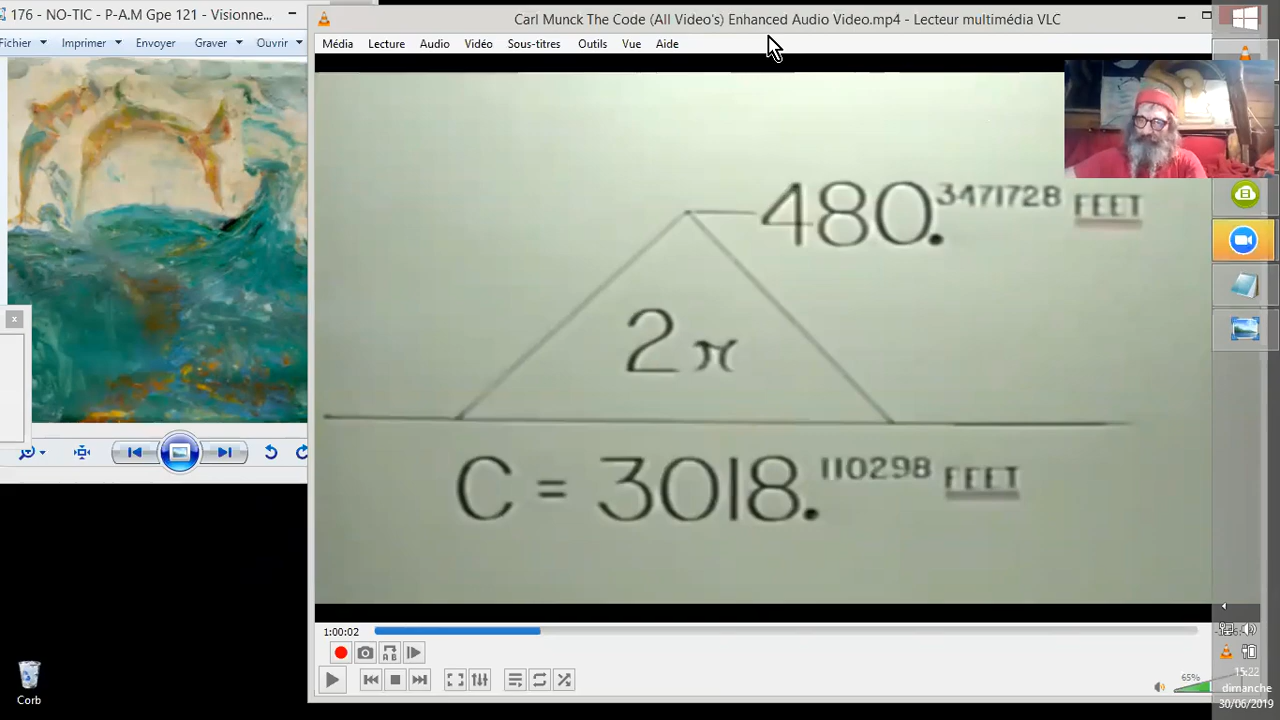 176 - NO-TIC - P-A.M Gpe 121 - Visionne...
Fichier
Imprimer
Envoyer
Graver
Ouvrir
Carl Munck The Code (All Video's) Enhanced Audio Video.mp4 - Lecteur multimédia VLC
Média
Lecture
Audio
Vidéo
Sous-titres
Outils
Vue
Aide
480.3471728 FEET
2π
C = 3018.110298 FEET
1:00:02
A B
65%
Corb
15:22
dimanche
30/06/2019